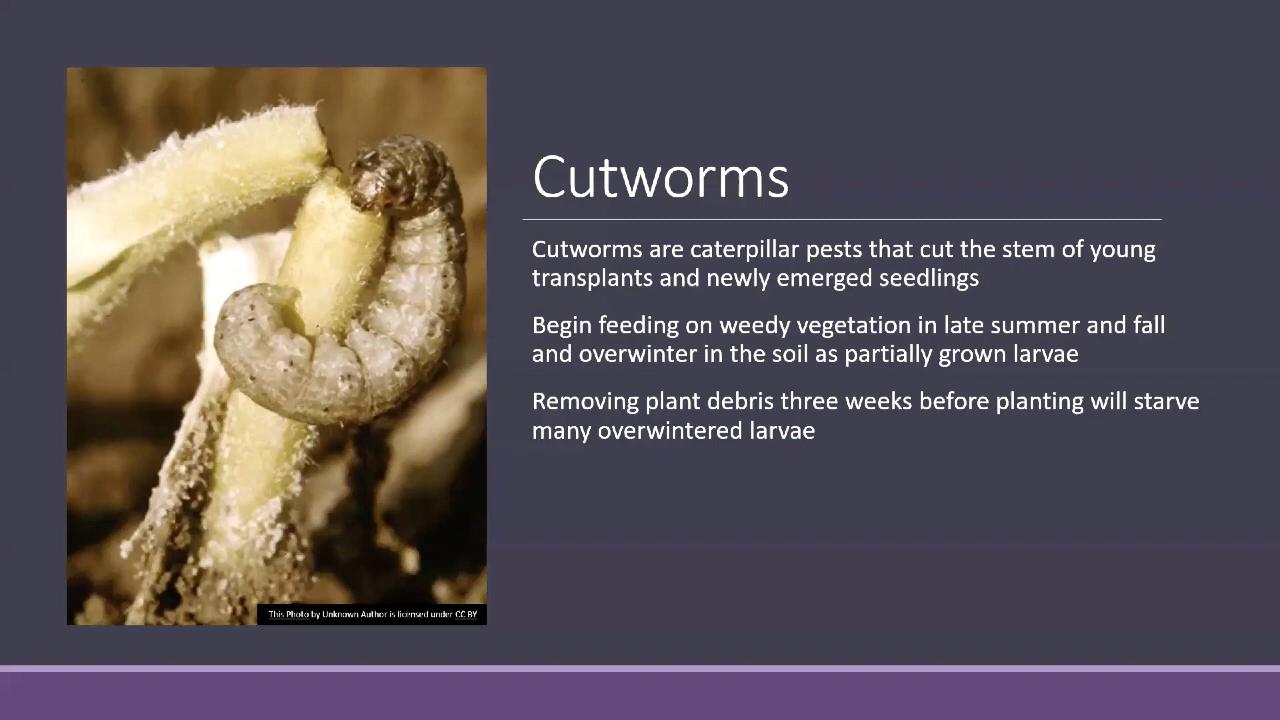 Cutworms
Cutworms are caterpillar pests that cut the stem of young
transplants and newly emerged seedlings
Begin feeding on weedy vegetation in late summer and fall
and overwinter in the soil as partially grown larvae
Removing plant debris three weeks before planting will starve
many overwintered larvae
This Photo by Unknown Author is licensed under CC BY